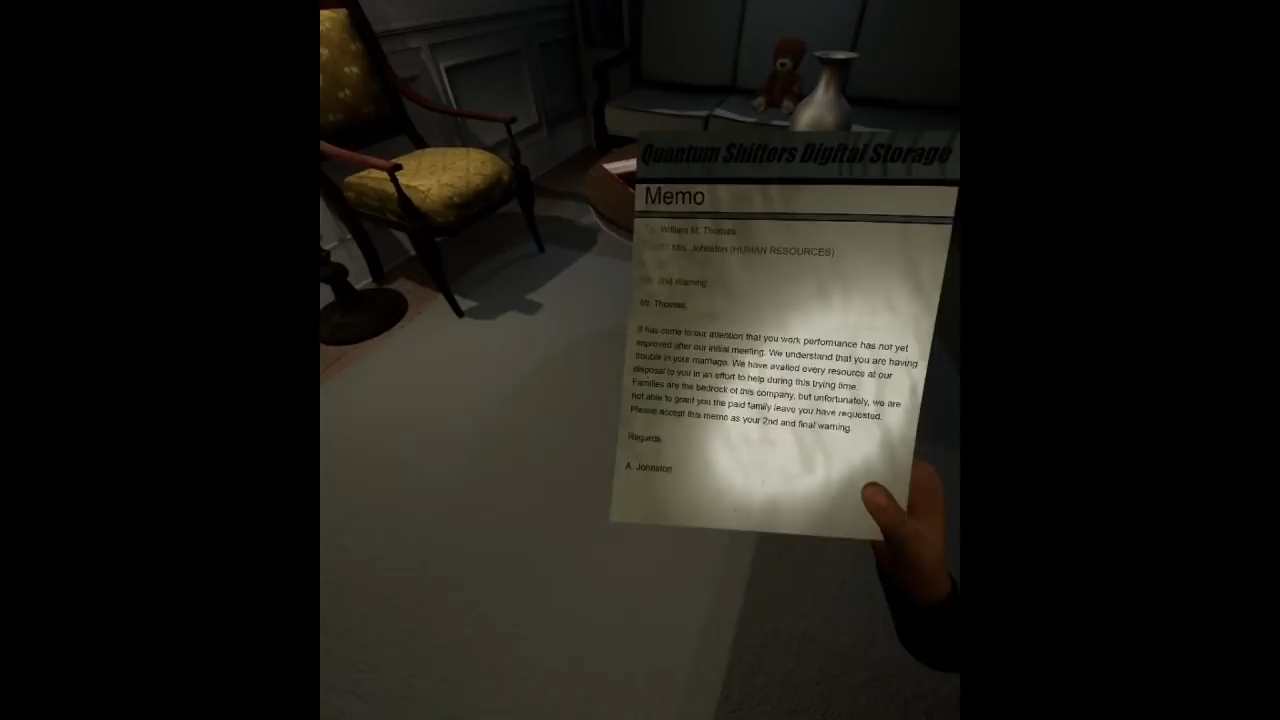 Quantum Shifters Digital Storage
Memo
To: William M. Thomas
Mrs. Johnston (HUMAN RESOURCES)
2nd Warning
Mr. Thomas,
It has come to our attention that you work performance has not yet
improved after our initial meeting. We understand that you are having
trouble in your marriage. We have availed every resource at our
disposal to you in an effort to help during this trying time.
Families are the bedrock of this company, but unfortunately, we are
not able to grant you the paid family leave you have requested.
Please accept this memo as your 2nd and final warning.
Regards
A. Johnston